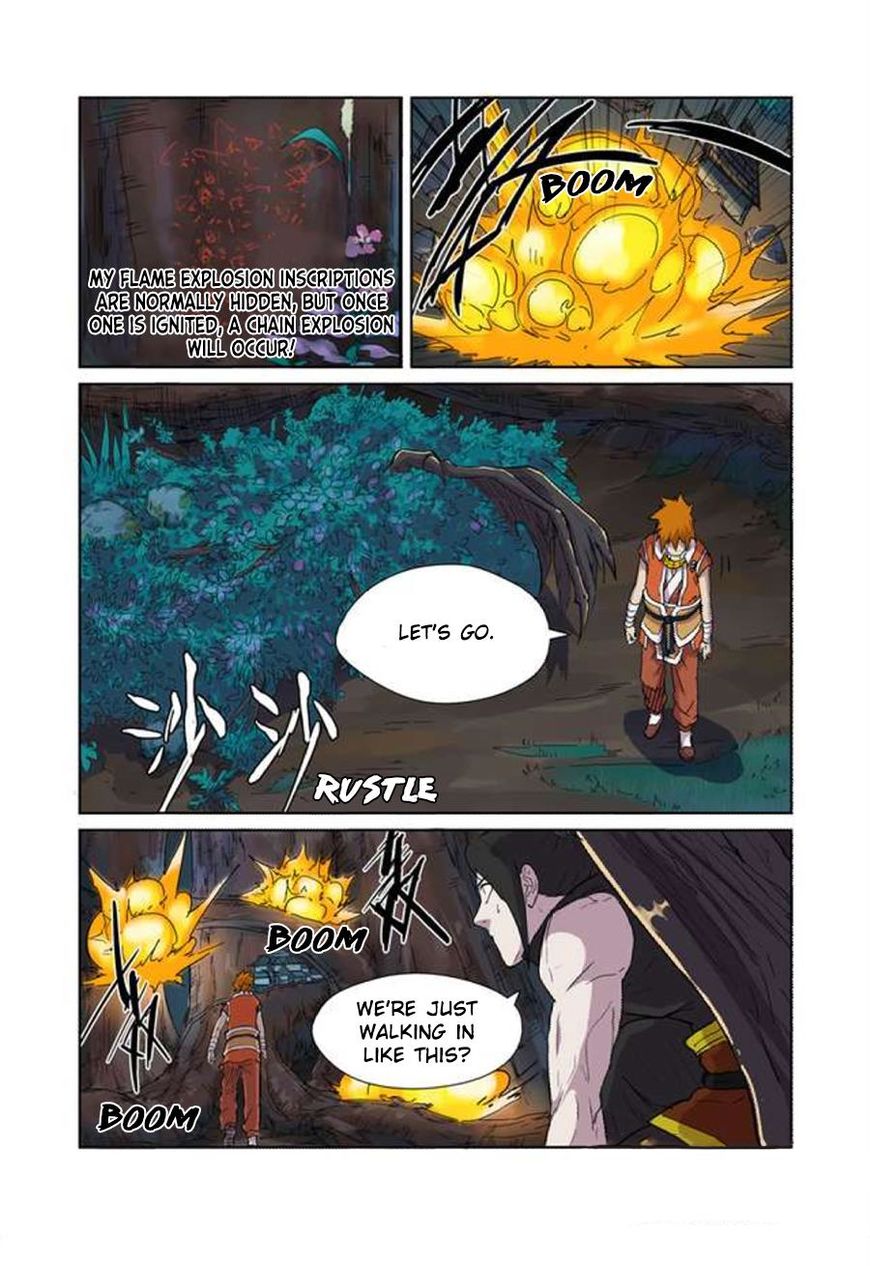 MY FLAME EXPLOSION INSCRIPTIONS
ARE NORMALLY HIDDEN, BUT ONCE
ONE IS IGNITED, A CHAIN EXPLOSION
WILL OCCUR!
BOOM
LET'S GO.
沙沙
RUSTLE
BOOM
WE'RE JUST
WALKING IN
LIKE THIS?
BOOM